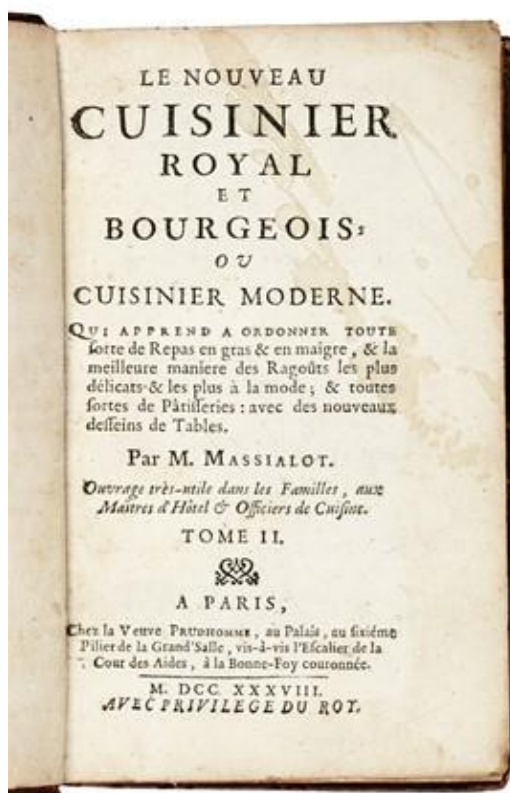 LE NOUVEAU
CUISINIER
ROYAL
ET
BOURGEOIS;
OU
CUISINIER MODERNE.
QUI APPREND A ORDONNER TOUTE
ſorte de Repas en gras & en maigre, & la
meilleure maniere des Ragoûts les plus
délicats & les plus à la mode; & toutes
ſortes de Pâtiſſeries : avec des nouveaux
deſſeins de Tables.
Par M. MASSIALOT.
Ouvrage très-utile dans les Familles, aux
Maîtres d'Hôtel & Officiers de Cuiſine.
TOME II.
A PARIS,
Chez la Veuve PRUDHOMME, au Palais, au ſixiéme
Pilier de la Grand'Salle, vis-à-vis l'Eſcalier de la
Cour des Aides, à la Bonne-Foy couronnée.
M. DCC. XXXVIII.
AVEC PRIVILEGE DU ROY.